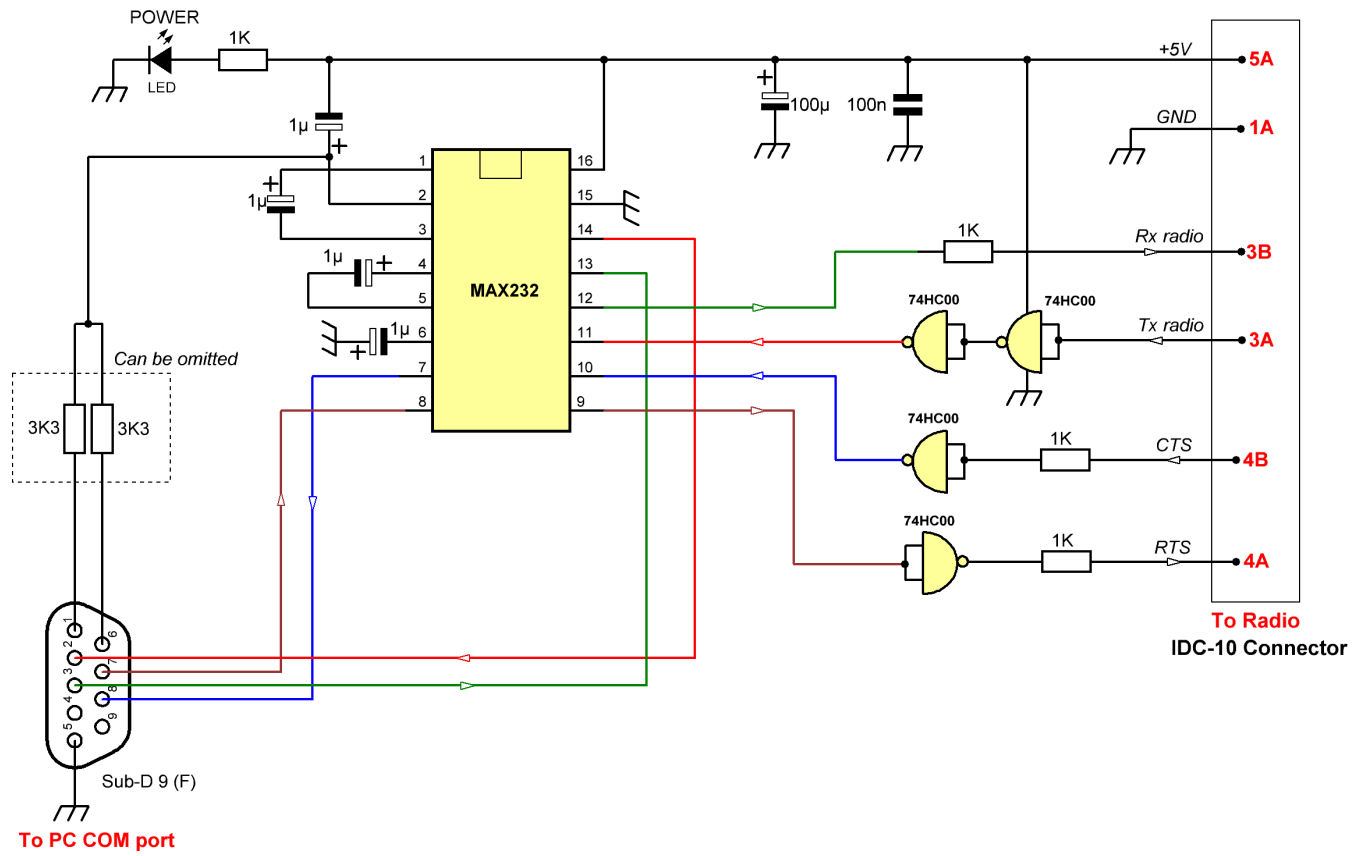 POWER
LED
1K
+5V
5A
1µ
+
+
100µ
100n
GND
1A
+
1µ
1
2
3
4
5
6
7
8
16
15
14
13
12
11
10
9
MAX232
1µ
+
+
1µ
1K
Rx radio
3B
74HC00
74HC00
Tx radio
3A
Can be omitted
3K3
3K3
74HC00
1K
CTS
4B
74HC00
1K
RTS
4A
To Radio
IDC-10 Connector
1
2
3
4
5
6
7
8
9
Sub-D 9 (F)
To PC COM port